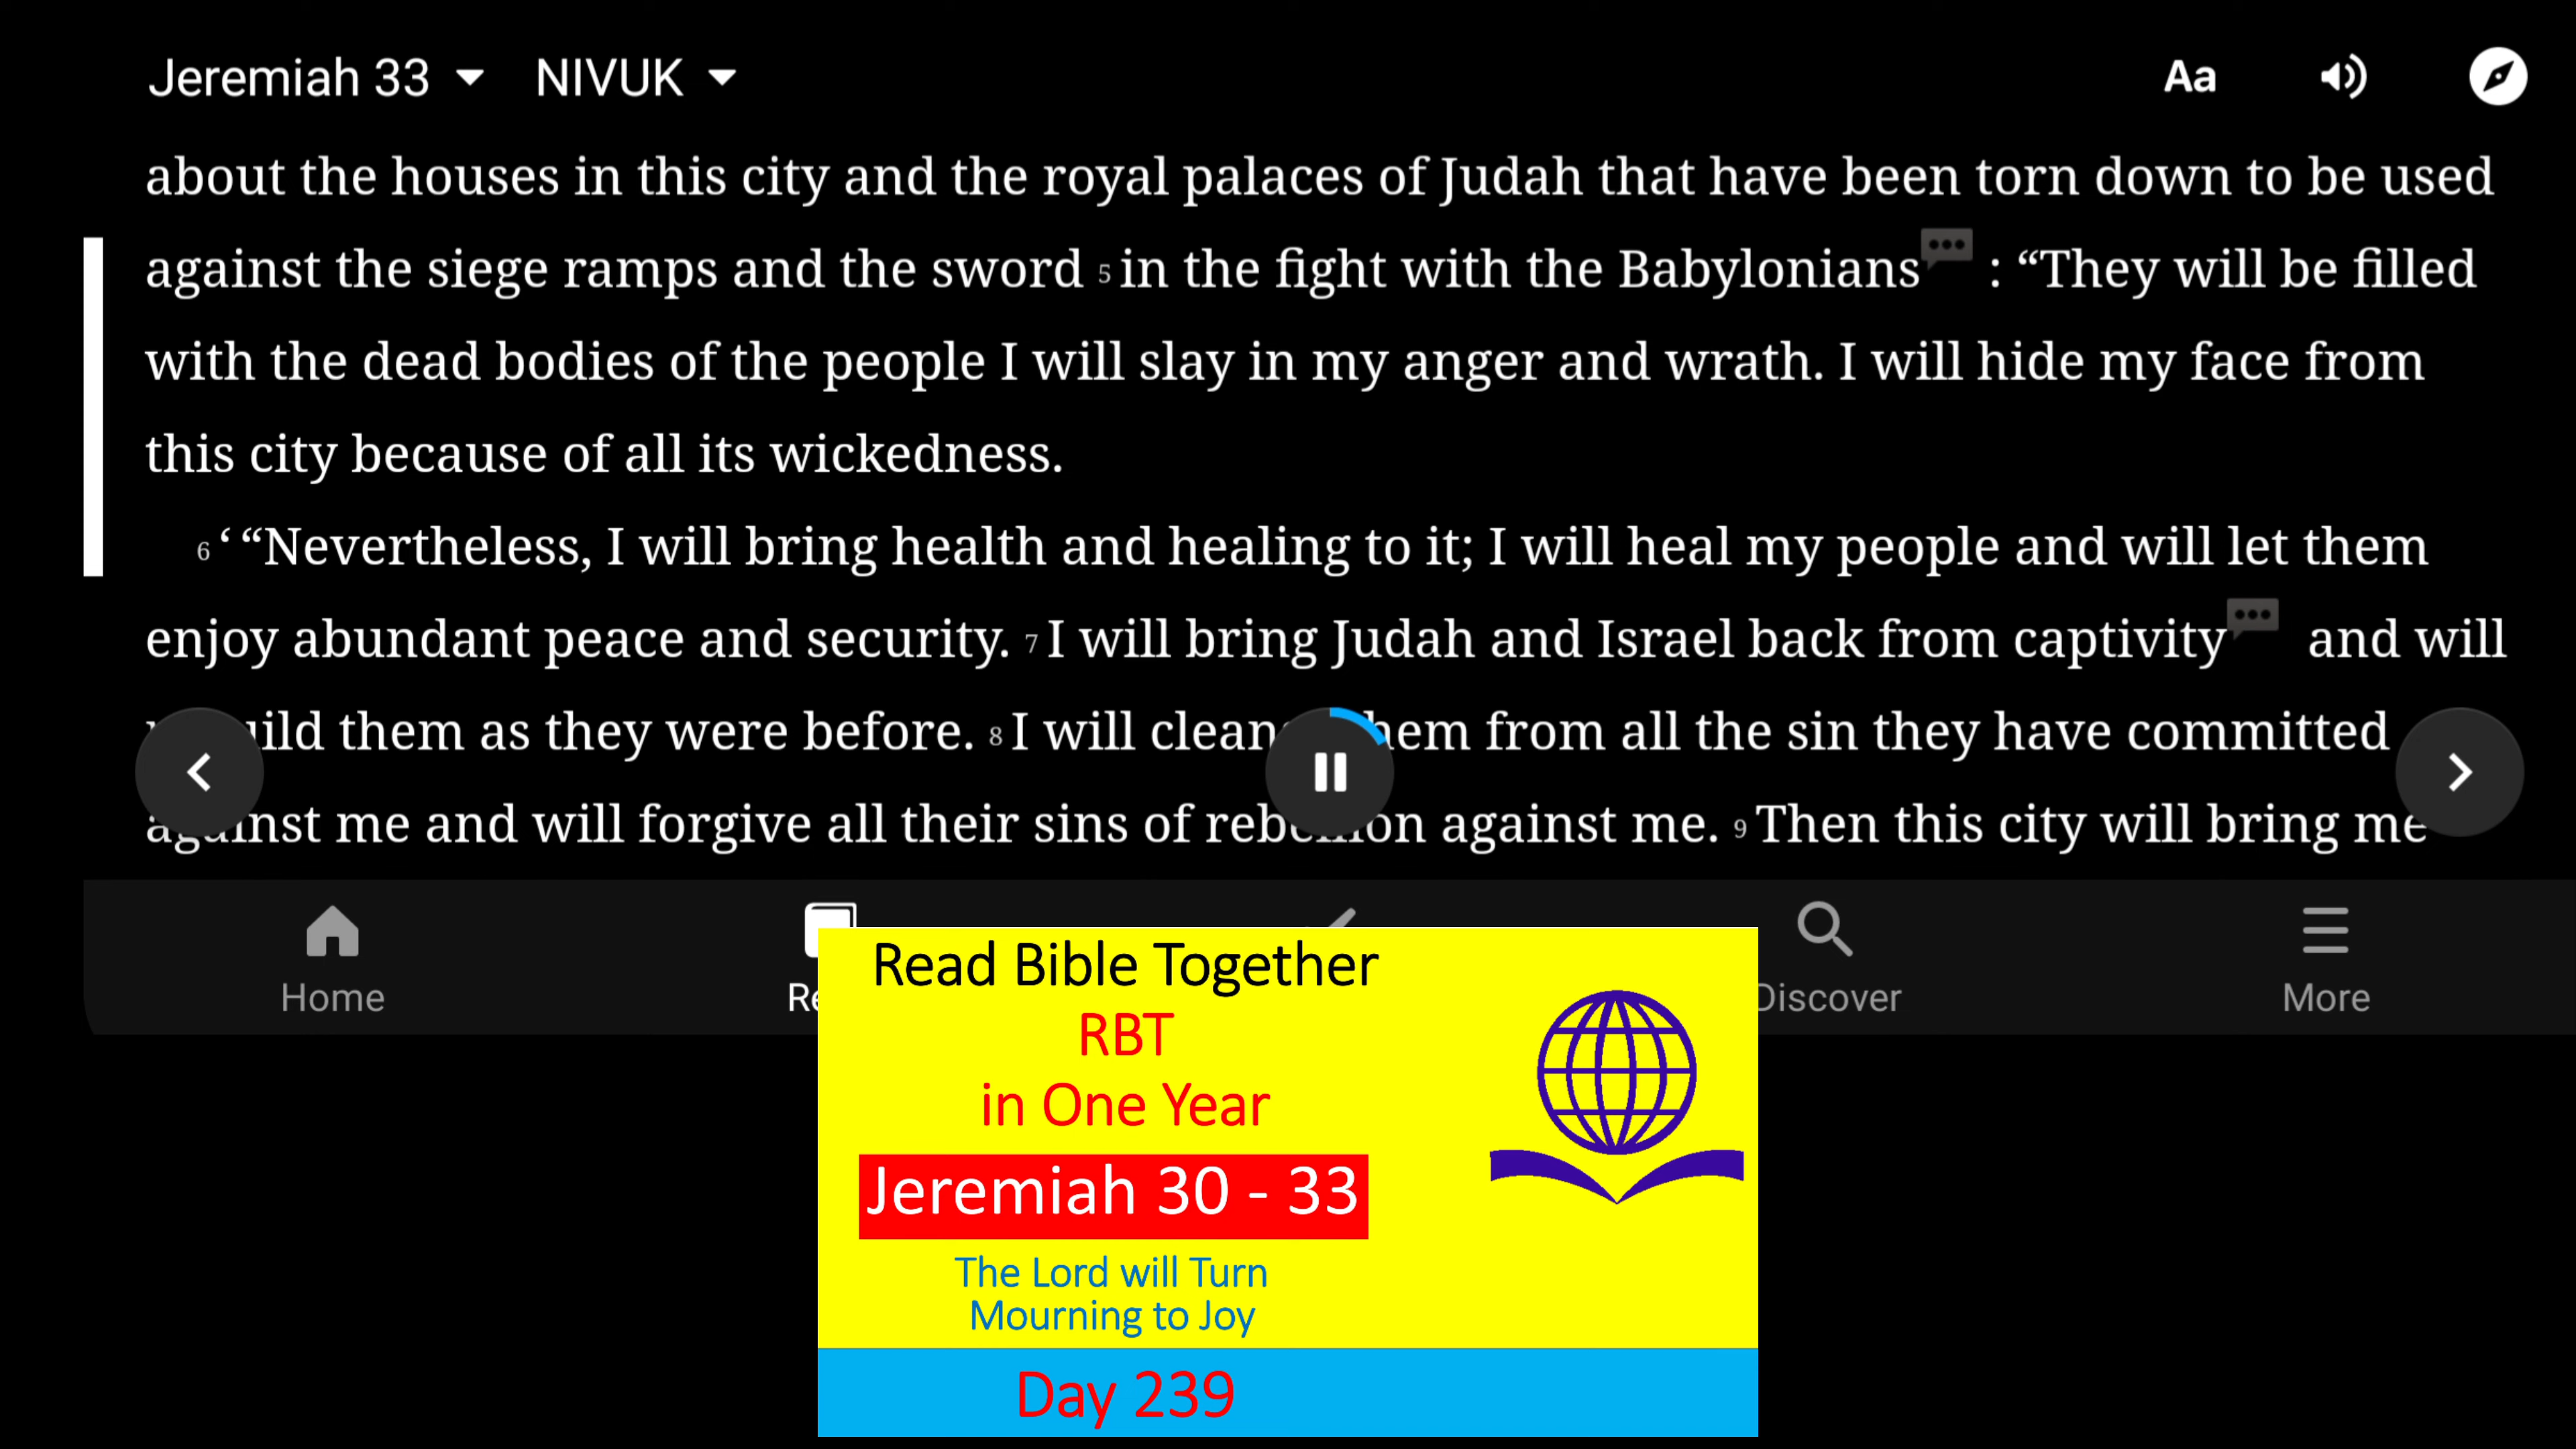 Jeremiah 33 NIVUK Aa
about the houses in this city and the royal palaces of Judah that have been torn down to be used
against the siege ramps and the sword 5 in the fight with the Babylonians : “They will be filled
with the dead bodies of the people I will slay in my anger and wrath. I will hide my face from
this city because of all its wickedness.
6 ‘ “Nevertheless, I will bring health and healing to it; I will heal my people and will let them
enjoy abundant peace and security. 7 I will bring Judah and Israel back from captivity and will
them as they were before. 8 I will from all the sin they have committed
me and will forgive all their sins of against me. 9 Then this city will bring me
Home Discover More
Read Bible Together
RBT
in One Year
Jeremiah 30 - 33
The Lord will Turn
Mourning to Joy
Day 239